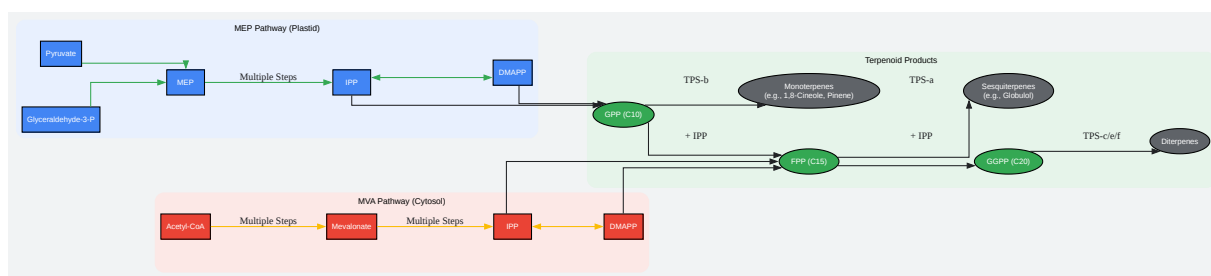 MEP Pathway (Plastid)
Pyruvate
MEP
Multiple Steps
IPP
DMAPP
Glyceraldehyde-3-P
Terpenoid Products
TPS-b
Monoterpenes
(e.g., 1,8-Cineole, Pinene)
TPS-a
Sesquiterpenes
(e.g., Globulol)
GPP (C10)
+ IPP
+ IPP
TPS-c/e/f
Diterpenes
FPP (C15)
GGPP (C20)
MVA Pathway (Cytosol)
Acetyl-CoA
Multiple Steps
Mevalonate
Multiple Steps
IPP
DMAPP